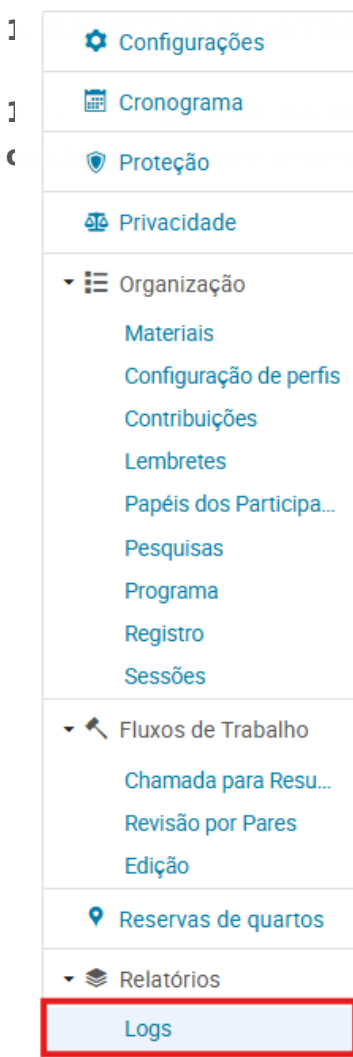 Configurações
Cronograma
Proteção
Privacidade
Organização
Materiais
Configuração de perfis
Contribuições
Lembretes
Papéis dos Participa...
Pesquisas
Programa
Registro
Sessões
Fluxos de Trabalho
Chamada para Resu...
Revisão por Pares
Edição
Reservas de quartos
Relatórios
Logs